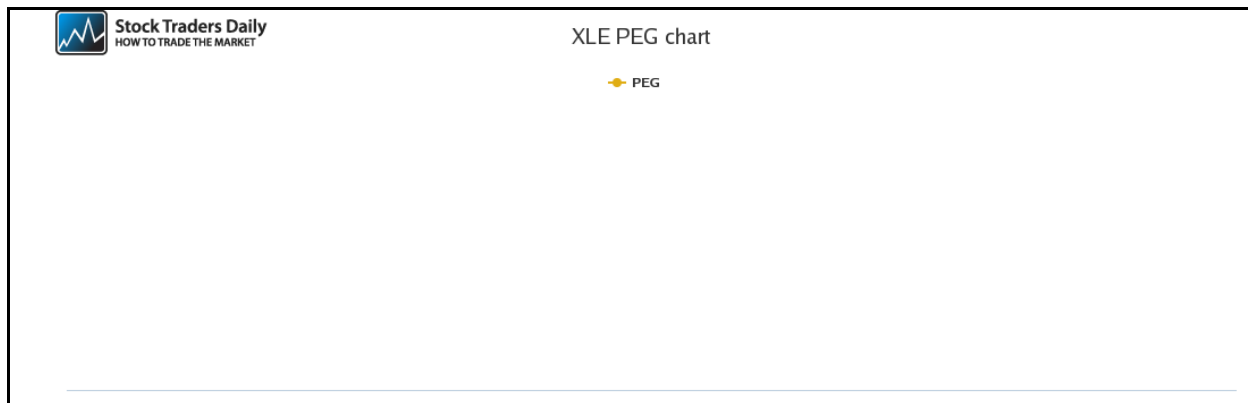 Stock Traders Daily
HOW TO TRADE THE MARKET
XLE PEG chart
PEG